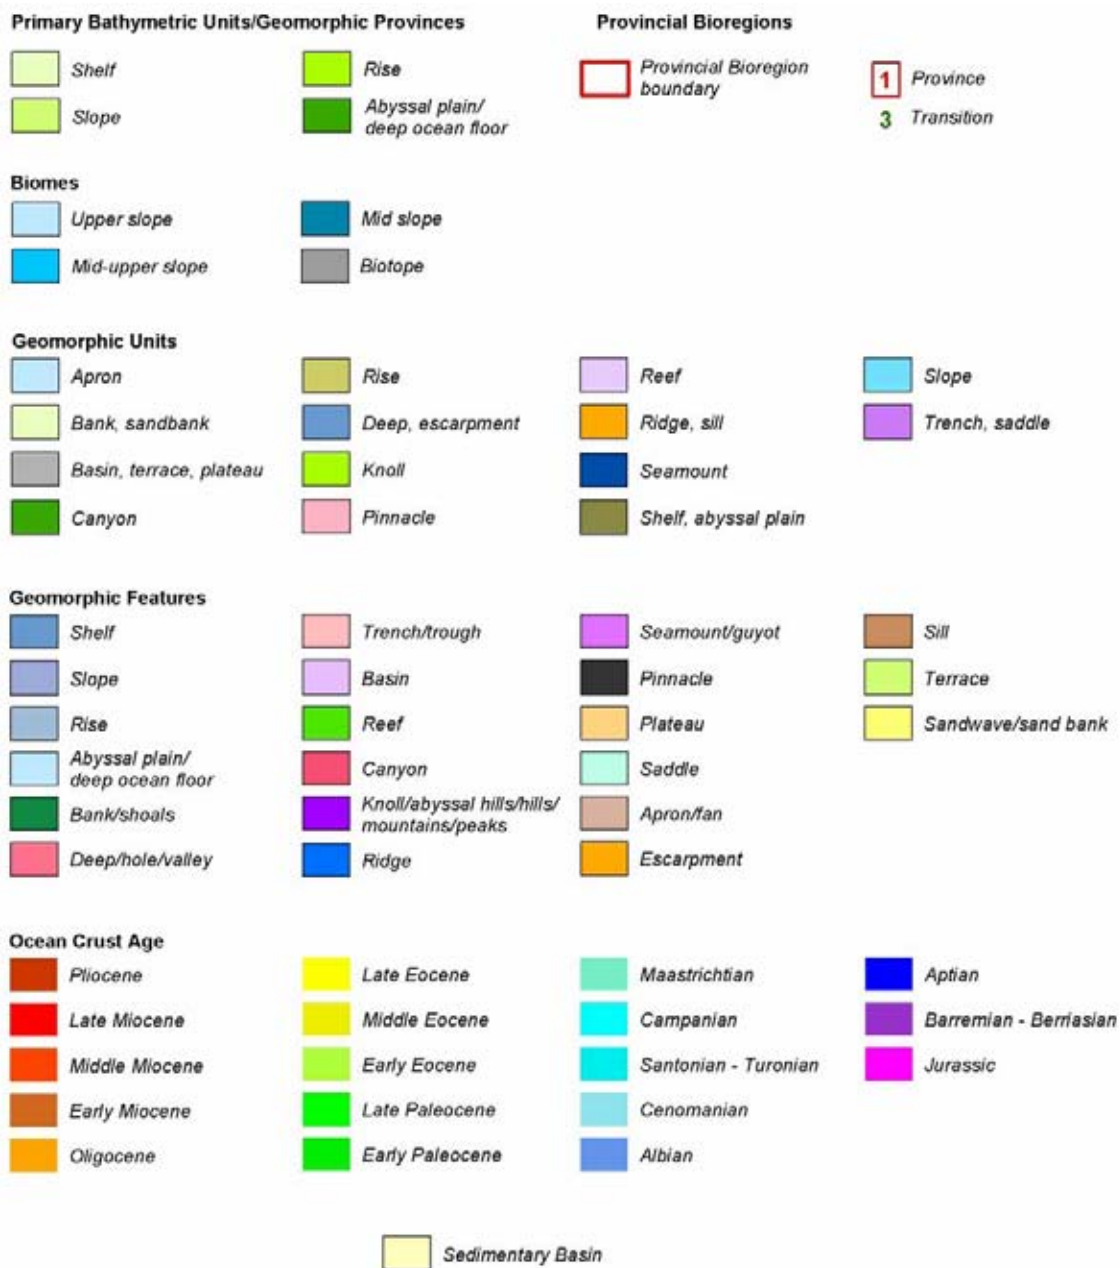 Primary Bathymetric Units/Geomorphic Provinces
Shelf
Slope
Rise
Abyssal plain/
deep ocean floor
Provincial Bioregions
Provincial Bioregion
boundary
1 Province
3 Transition
Biomes
Upper slope
Mid-upper slope
Mid slope
Biotope
Geomorphic Units
Apron
Bank, sandbank
Basin, terrace, plateau
Canyon
Rise
Deep, escarpment
Knoll
Pinnacle
Reef
Ridge, sill
Seamount
Shelf, abyssal plain
Slope
Trench, saddle
Geomorphic Features
Shelf
Slope
Rise
Abyssal plain/
deep ocean floor
Bank/shoals
Deep/hole/valley
Trench/trough
Basin
Reef
Canyon
Knoll/abyssal hills/hills/
mountains/peaks
Ridge
Seamount/guyot
Pinnacle
Plateau
Saddle
Apron/fan
Escarpment
Sill
Terrace
Sandwave/sand bank
Ocean Crust Age
Pliocene
Late Miocene
Middle Miocene
Early Miocene
Oligocene
Late Eocene
Middle Eocene
Early Eocene
Late Paleocene
Early Paleocene
Maastrichtian
Campanian
Santonian - Turonian
Cenomanian
Albian
Aptian
Barremian - Berriasian
Jurassic
Sedimentary Basin